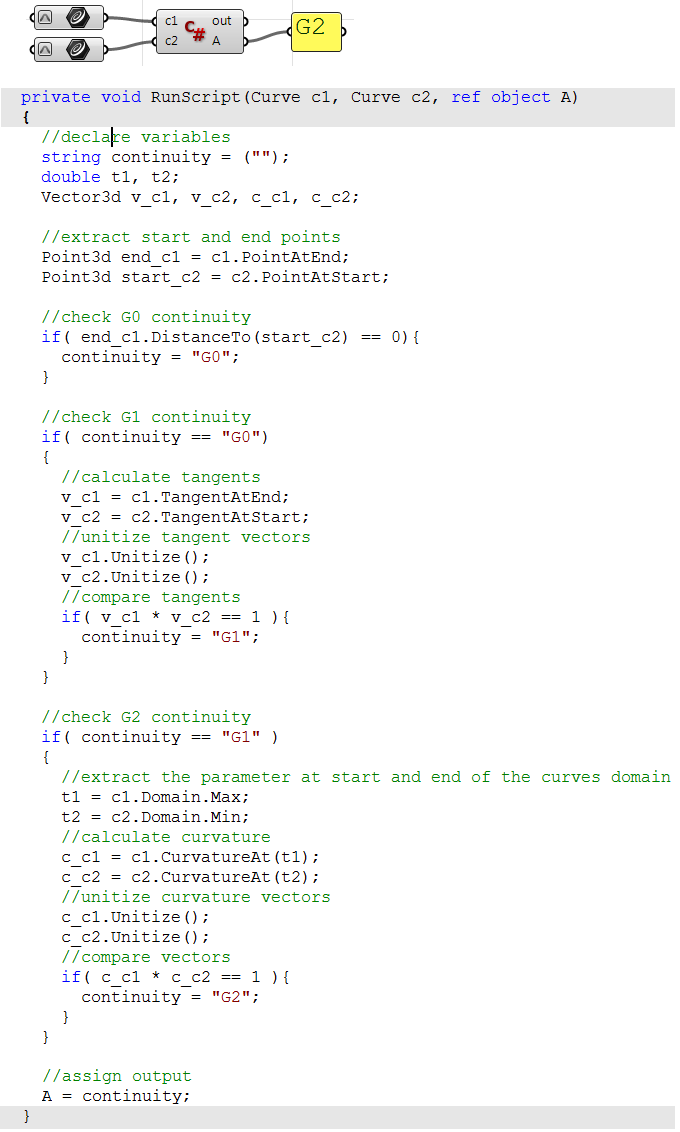 c1 out
C# G2
c2 A
private void RunScript(Curve c1, Curve c2, ref object A)
{
//declare variables
string continuity = ("");
double t1, t2;
Vector3d v_c1, v_c2, c_c1, c_c2;
//extract start and end points
Point3d end_c1 = c1.PointAtEnd;
Point3d start_c2 = c2.PointAtStart;
//check G0 continuity
if( end_c1.DistanceTo(start_c2) == 0){
continuity = "G0";
}
//check G1 continuity
if( continuity == "G0")
{
//calculate tangents
v_c1 = c1.TangentAtEnd;
v_c2 = c2.TangentAtStart;
//unitize tangent vectors
v_c1.Unitize();
v_c2.Unitize();
//compare tangents
if( v_c1 * v_c2 == 1 ){
continuity = "G1";
}
}
//check G2 continuity
if( continuity == "G1" )
{
//extract the parameter at start and end of the curves domain
t1 = c1.Domain.Max;
t2 = c2.Domain.Min;
//calculate curvature
c_c1 = c1.CurvatureAt(t1);
c_c2 = c2.CurvatureAt(t2);
//unitize curvature vectors
c_c1.Unitize();
c_c2.Unitize();
//compare vectors
if( c_c1 * c_c2 == 1 ){
continuity = "G2";
}
}
//assign output
A = continuity;
}